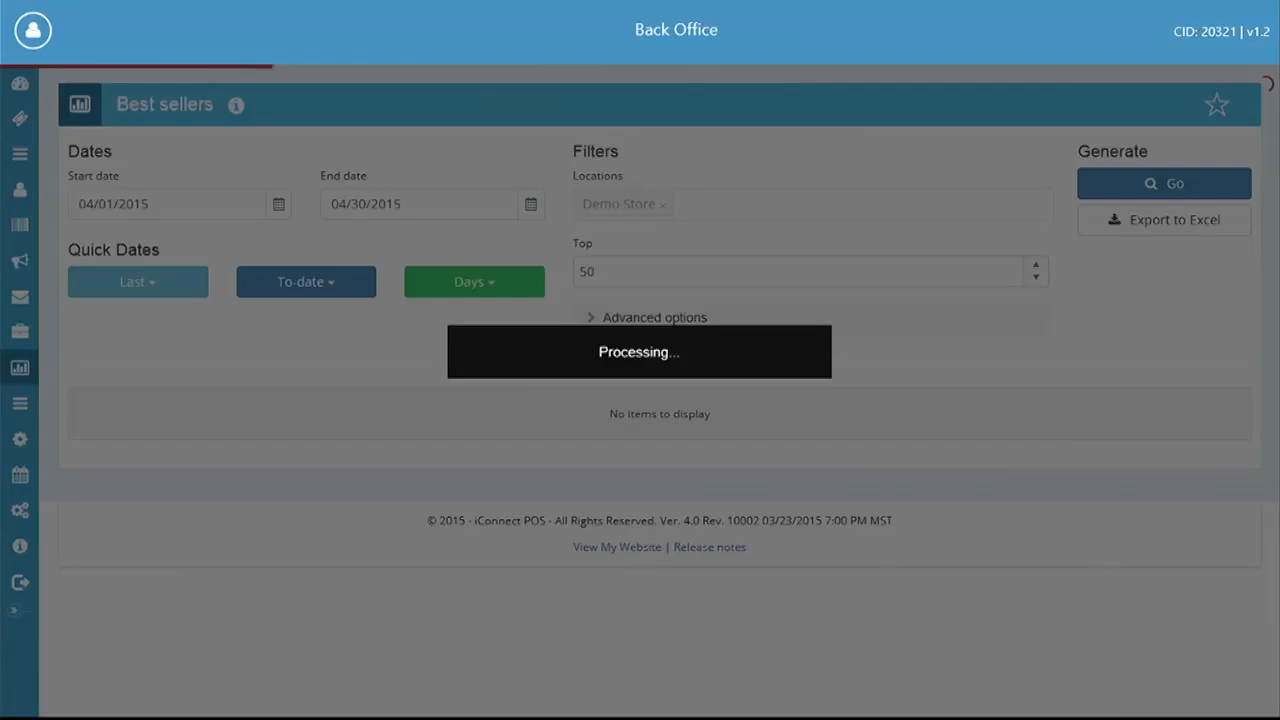 Back Office
CID: 20321 | v1.2
Best sellers
Dates
Filters
Generate
Start date
End date
Locations
04/01/2015
04/30/2015
Demo Store ×
Go
Export to Excel
Quick Dates
Top
Last
To-date
Days
50
Advanced options
Processing...
No items to display
© 2015 - iConnect POS - All Rights Reserved. Ver. 4.0 Rev. 10002 03/23/2015 7:00 PM MST
View My Website | Release notes